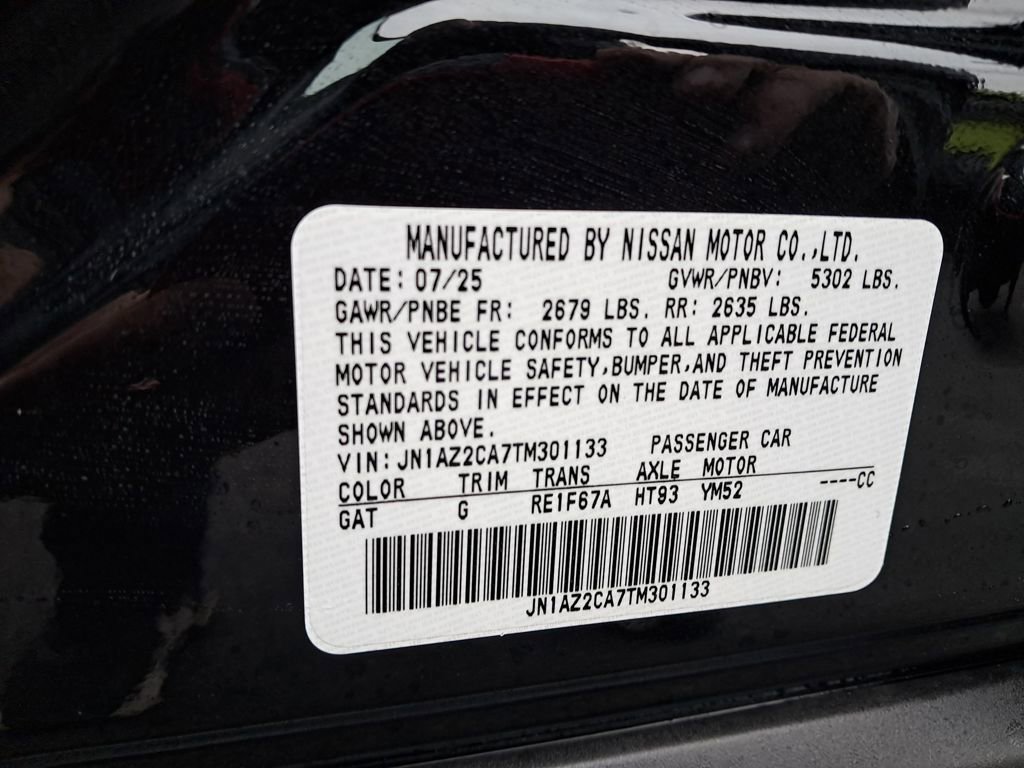 MANUFACTURED BY NISSAN MOTOR CO.,LTD.
DATE: 07/25 GVWR/PNBV: 5302 LBS.
GAWR/PNBE FR: 2679 LBS. RR: 2635 LBS.
THIS VEHICLE CONFORMS TO ALL APPLICABLE FEDERAL
MOTOR VEHICLE SAFETY,BUMPER,AND THEFT PREVENTION
STANDARDS IN EFFECT ON THE DATE OF MANUFACTURE
SHOWN ABOVE.
VIN: JN1AZ2CA7TM301133 PASSENGER CAR
COLOR TRIM TRANS AXLE MOTOR
GAT G RE1F67A HT93 YM52 ----CC
JN1AZ2CA7TM301133